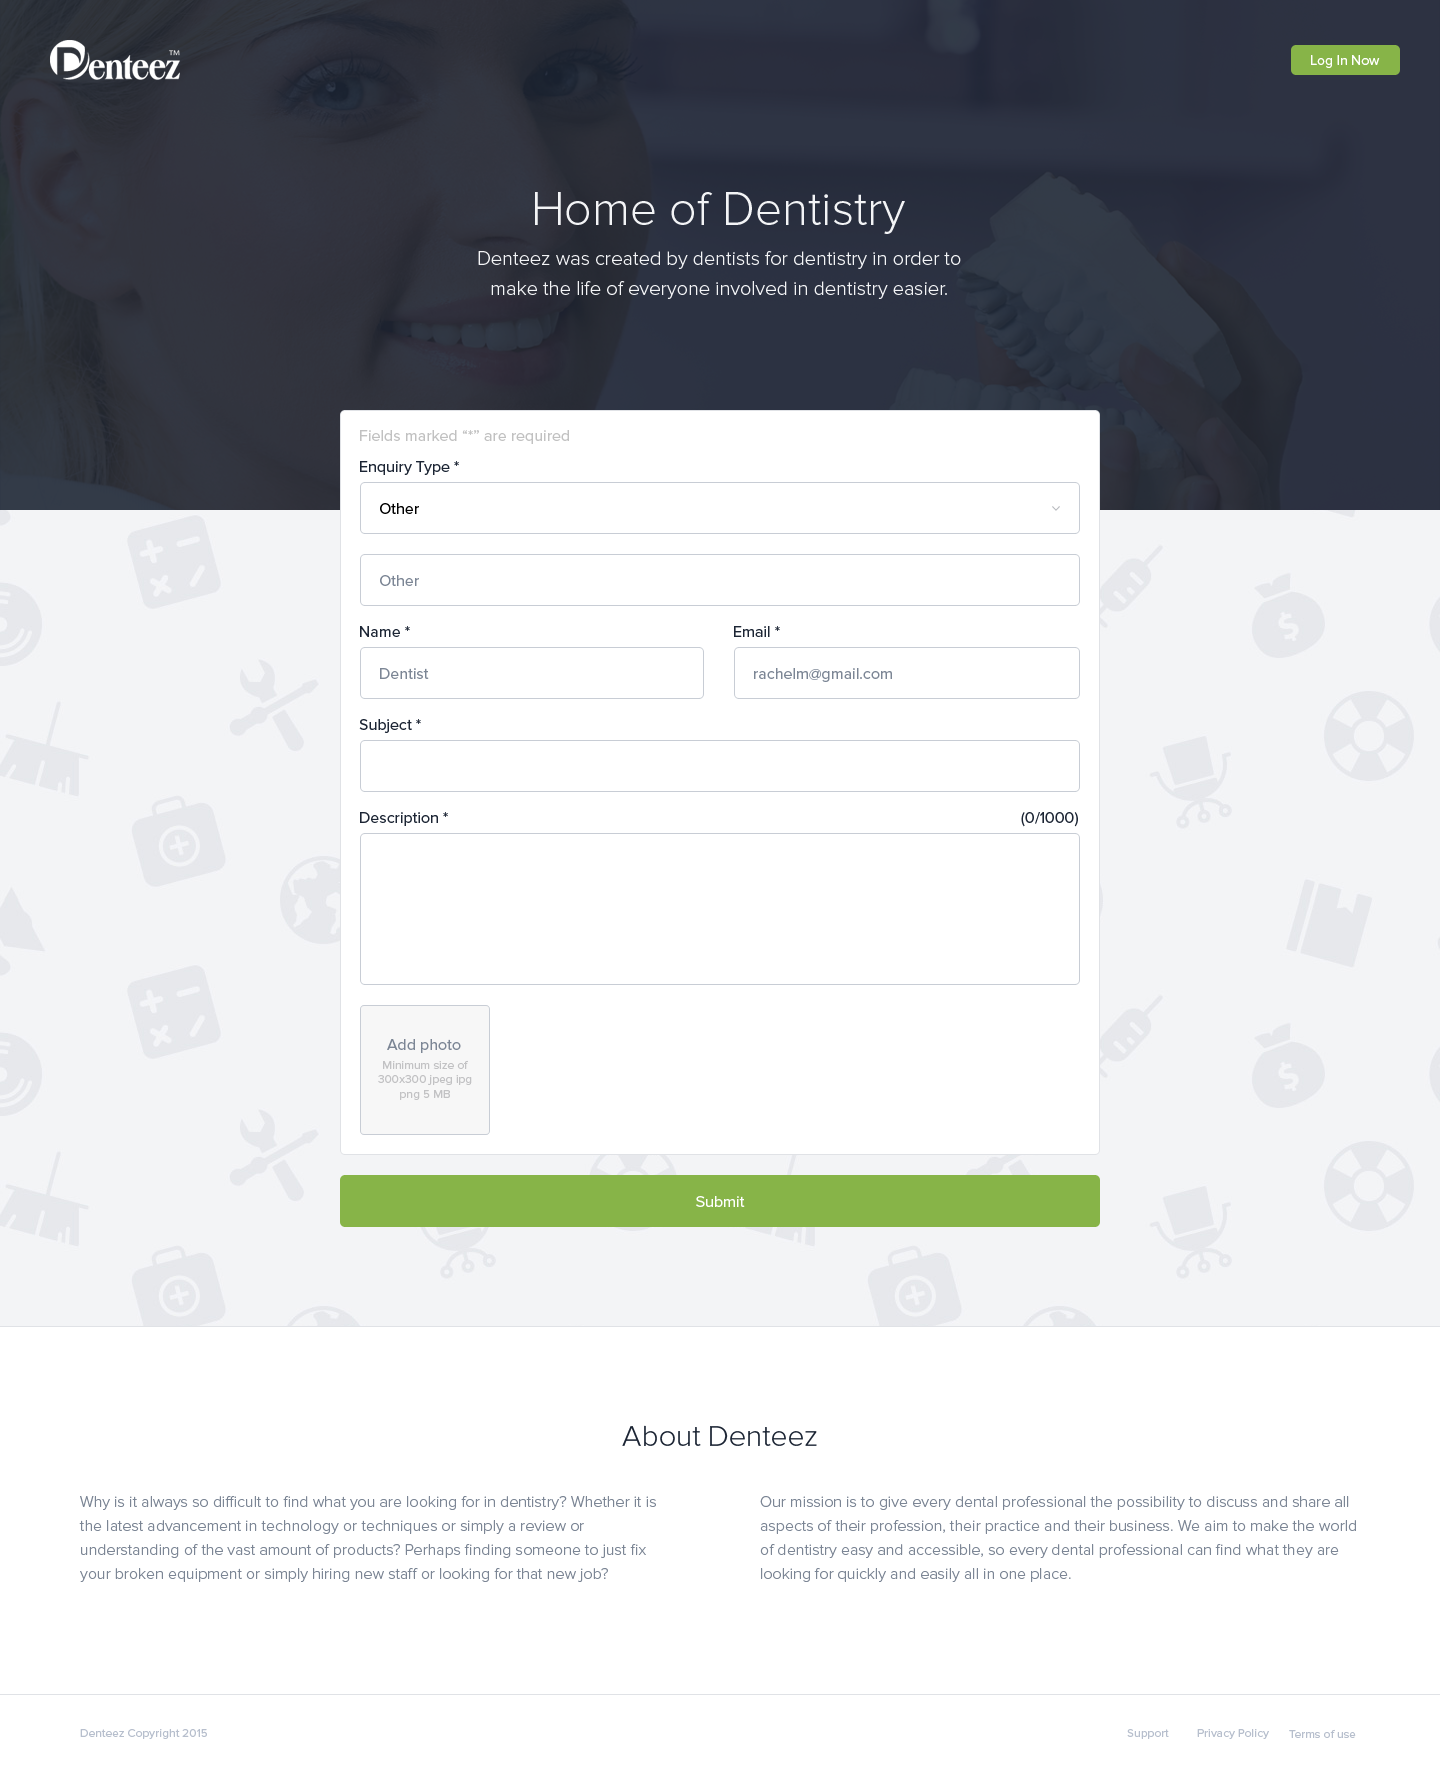 Denteez™
Log In Now
Home of Dentistry
Denteez was created by dentists for dentistry in order to
make the life of everyone involved in dentistry easier.
Fields marked “*” are required
Enquiry Type *
Other
Other
Name *
Email *
Dentist
rachelm@gmail.com
Subject *
Description *
(0/1000)
Add photo
Minimum size of
300x300 jpeg ipg
png 5 MB
Submit
About Denteez
Why is it always so difficult to find what you are looking for in dentistry? Whether it is
the latest advancement in technology or techniques or simply a review or
understanding of the vast amount of products? Perhaps finding someone to just fix
your broken equipment or simply hiring new staff or looking for that new job?
Our mission is to give every dental professional the possibility to discuss and share all
aspects of their profession, their practice and their business. We aim to make the world
of dentistry easy and accessible, so every dental professional can find what they are
looking for quickly and easily all in one place.
Denteez Copyright 2015
Support
Privacy Policy
Terms of use